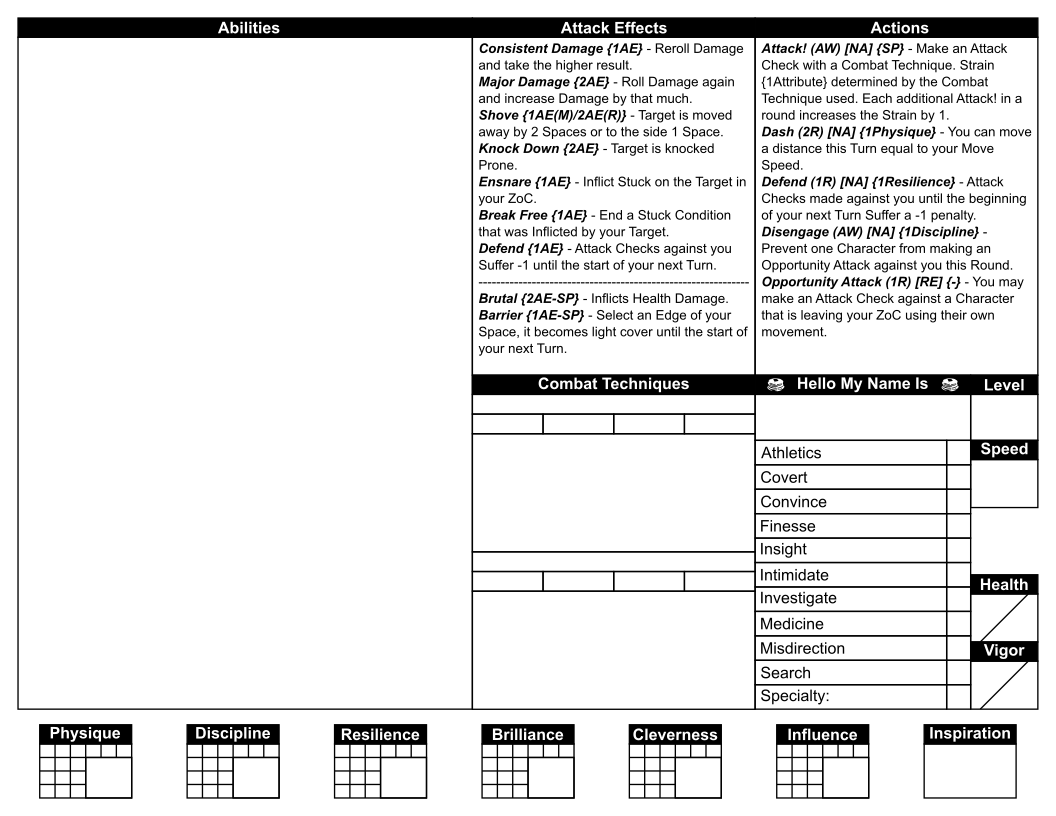 Abilities
Attack Effects
Consistent Damage {1AE} - Reroll Damage
and take the higher result.
Major Damage {2AE} - Roll Damage again
and increase Damage by that much.
Shove {1AE(M)/2AE(R)} - Target is moved
away by 2 Spaces or to the side 1 Space.
Knock Down {2AE} - Target is knocked
Prone.
Ensnare {1AE} - Inflict Stuck on the Target in
your ZoC.
Break Free {1AE} - End a Stuck Condition
that was Inflicted by your Target.
Defend {1AE} - Attack Checks against you
Suffer -1 until the start of your next Turn.
------------------------------------------------------------
Brutal {2AE-SP} - Inflicts Health Damage.
Barrier {1AE-SP} - Select an Edge of your
Space, it becomes light cover until the start of
your next Turn.
Actions
Attack! (AW) [NA] {SP} - Make an Attack
Check with a Combat Technique. Strain
{1Attribute} determined by the Combat
Technique used. Each additional Attack! in a
round increases the Strain by 1.
Dash (2R) [NA] {1Physique} - You can move
a distance this Turn equal to your Move
Speed.
Defend (1R) [NA] {1Resilience} - Attack
Checks made against you until the beginning
of your next Turn Suffer a -1 penalty.
Disengage (AW) [NA] {1Discipline} -
Prevent one Character from making an
Opportunity Attack against you this Round.
Opportunity Attack (1R) [RE] {-} - You may
make an Attack Check against a Character
that is leaving your ZoC using their own
movement.
Combat Techniques
Hello My Name Is
Level
Speed
Athletics
Covert
Convince
Finesse
Insight
Intimidate
Investigate
Medicine
Misdirection
Search
Specialty:
Health
Vigor
Physique
Discipline
Resilience
Brilliance
Cleverness
Influence
Inspiration